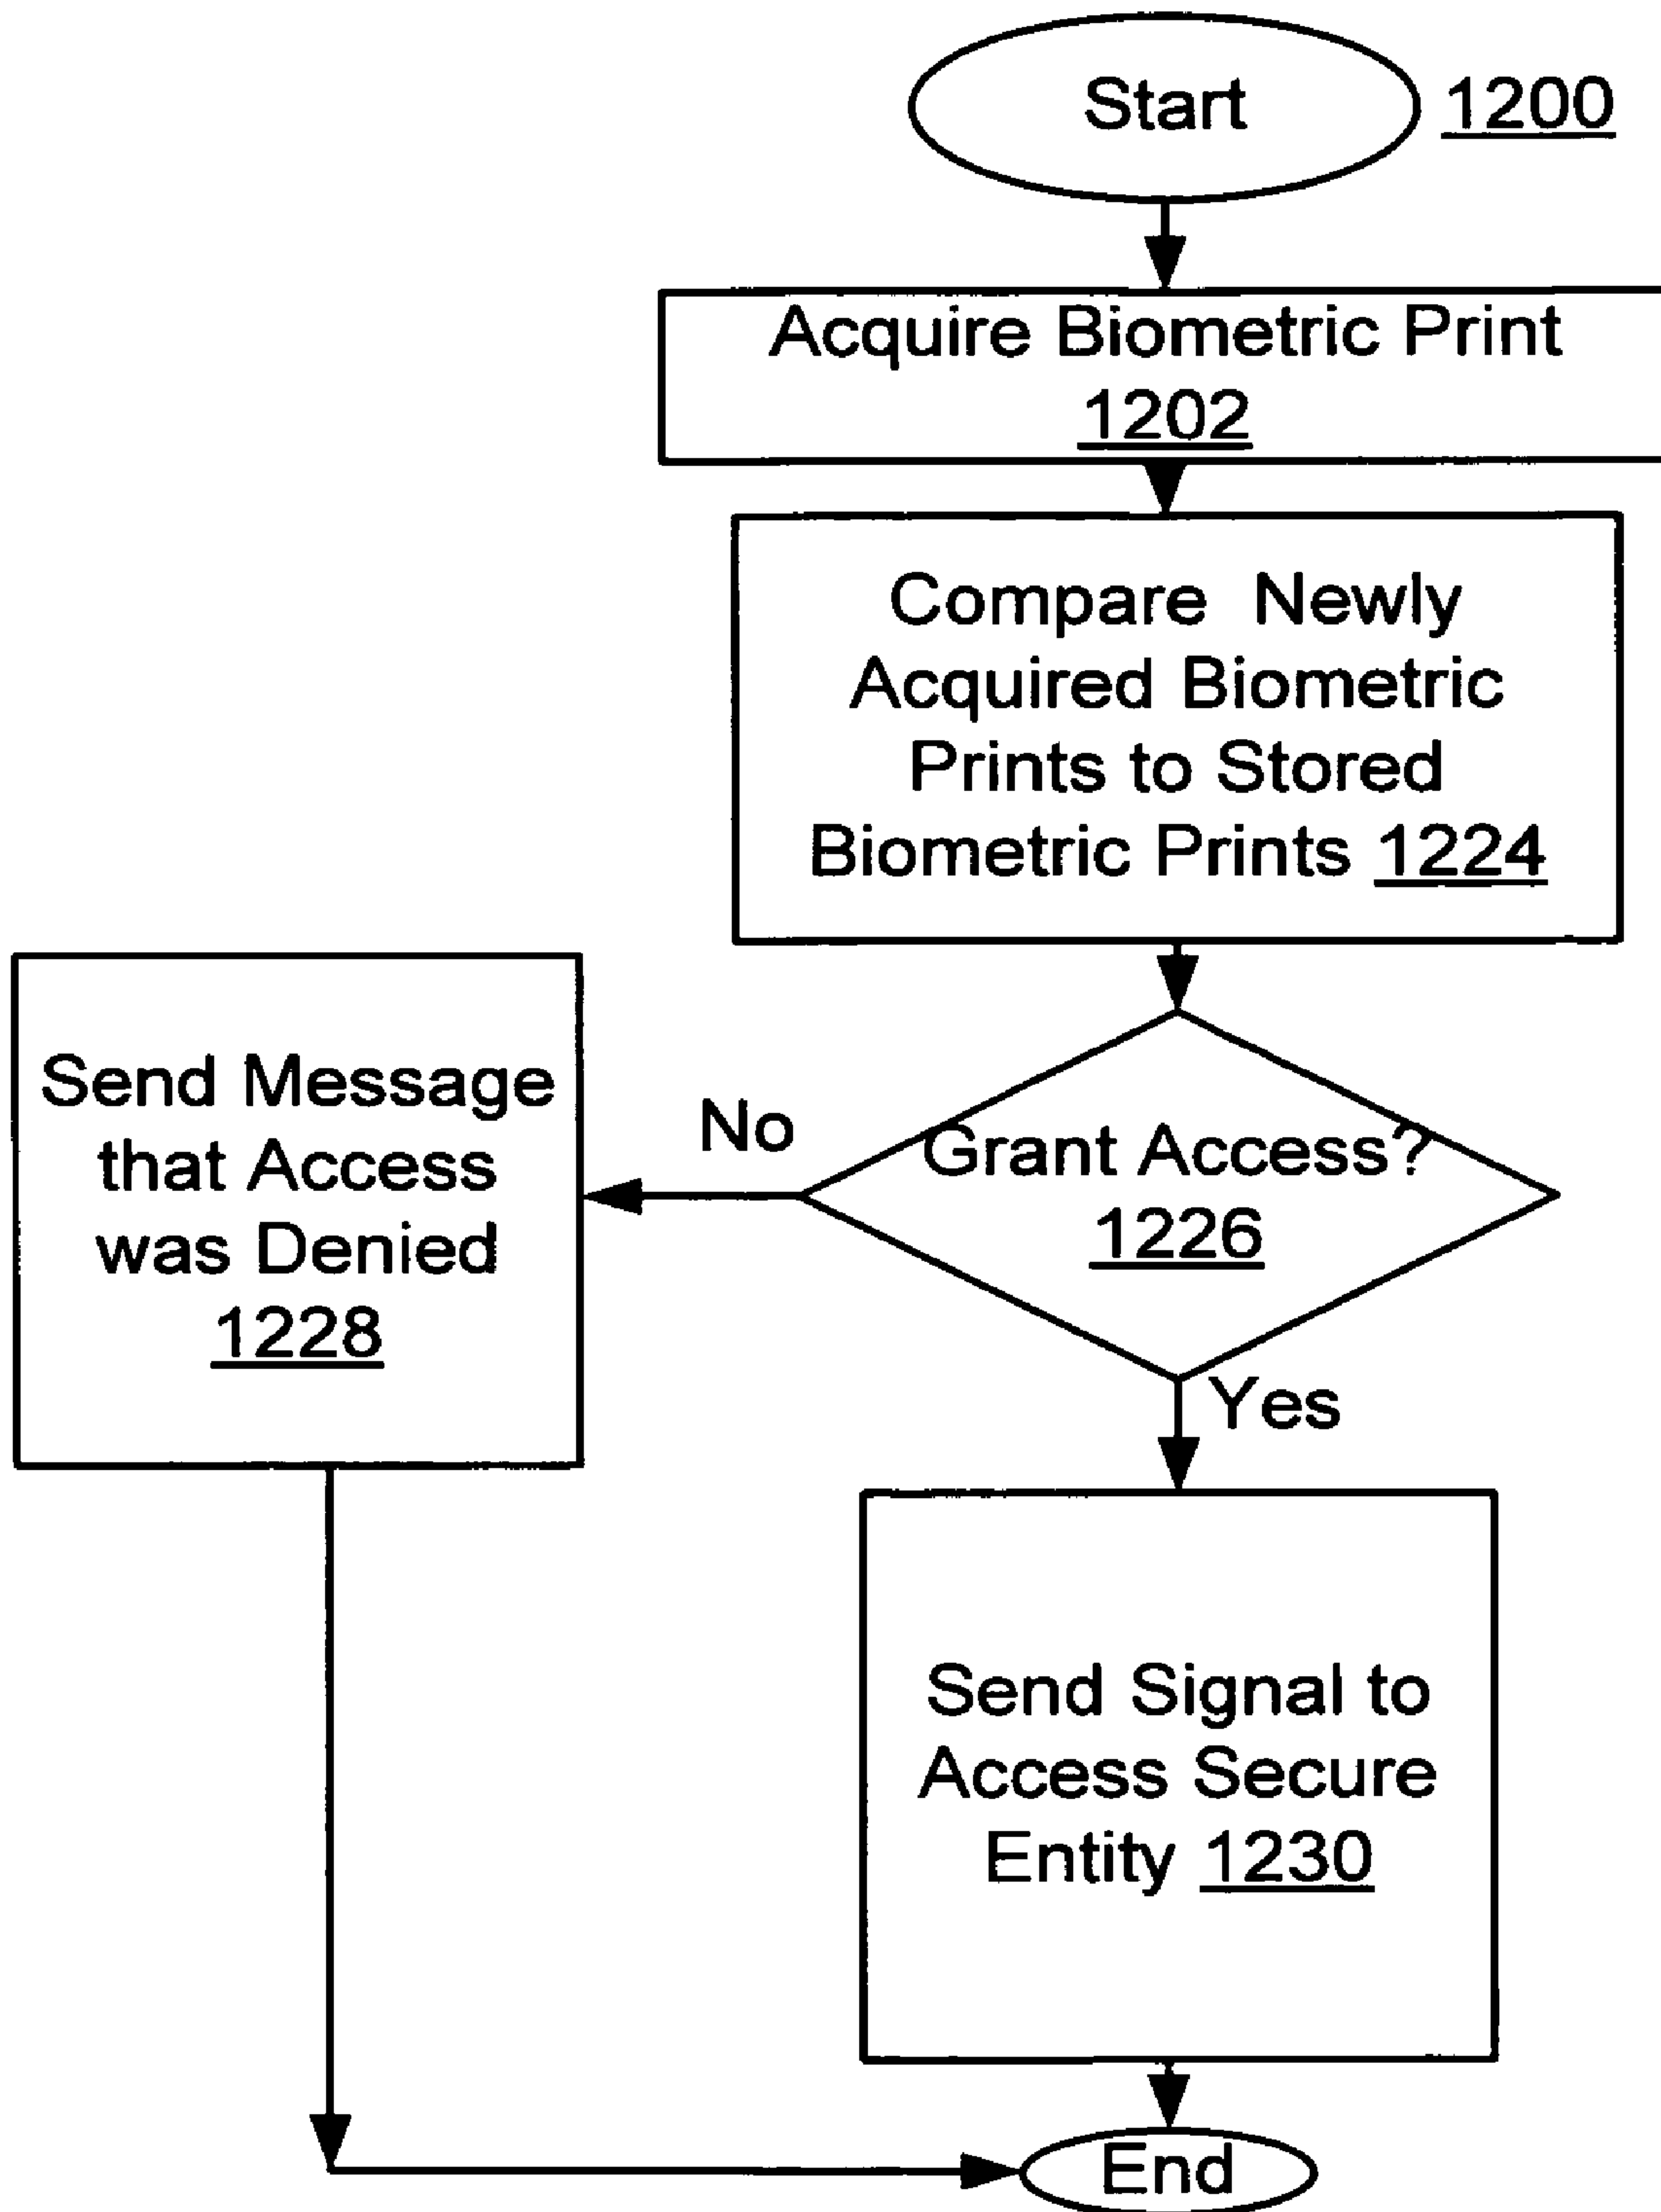 Start 1200
Acquire Biometric Print
1202
Compare Newly
Acquired Biometric
Prints to Stored
Biometric Prints 1224
Grant Access?
1226
No
Send Message
that Access
was Denied
1228
Yes
Send Signal to
Access Secure
Entity 1230
End